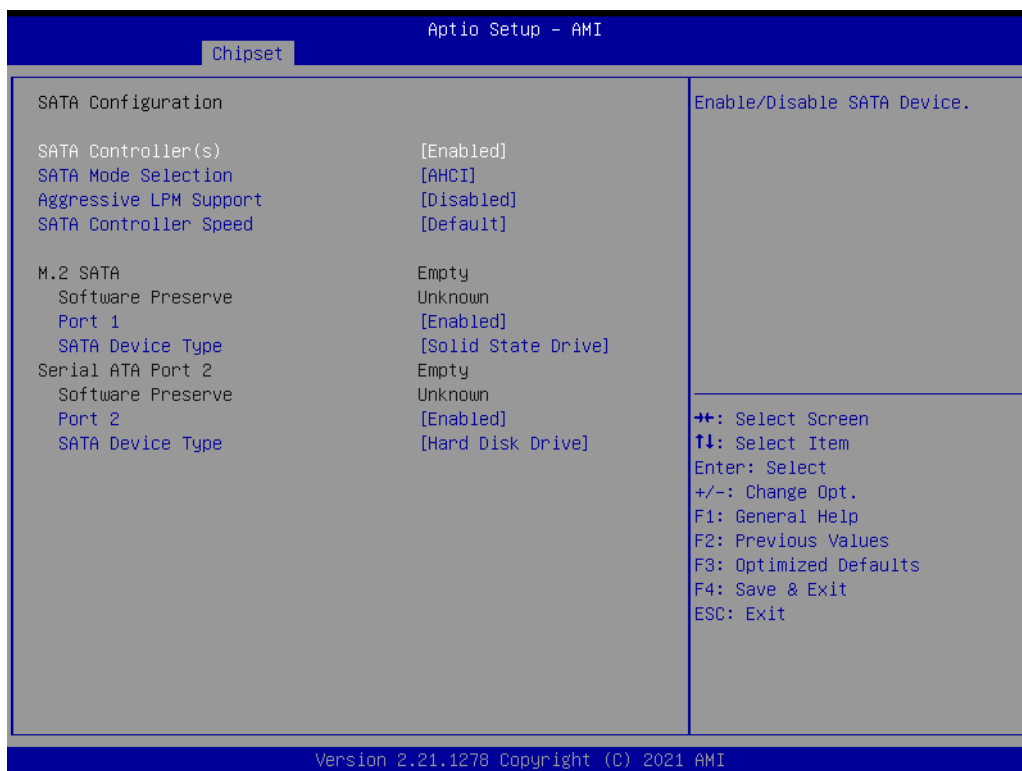 Aptio Setup – AMI
Chipset
SATA Configuration
SATA Controller(s) [Enabled]
SATA Mode Selection [AHCI]
Aggressive LPM Support [Disabled]
SATA Controller Speed [Default]
M.2 SATA Empty
Software Preserve Unknown
Port 1 [Enabled]
SATA Device Type [Solid State Drive]
Serial ATA Port 2 Empty
Software Preserve Unknown
Port 2 [Enabled]
SATA Device Type [Hard Disk Drive]
Enable/Disable SATA Device.
→←: Select Screen
↑↓: Select Item
Enter: Select
+/-: Change Opt.
F1: General Help
F2: Previous Values
F3: Optimized Defaults
F4: Save & Exit
ESC: Exit
Version 2.21.1278 Copyright (C) 2021 AMI